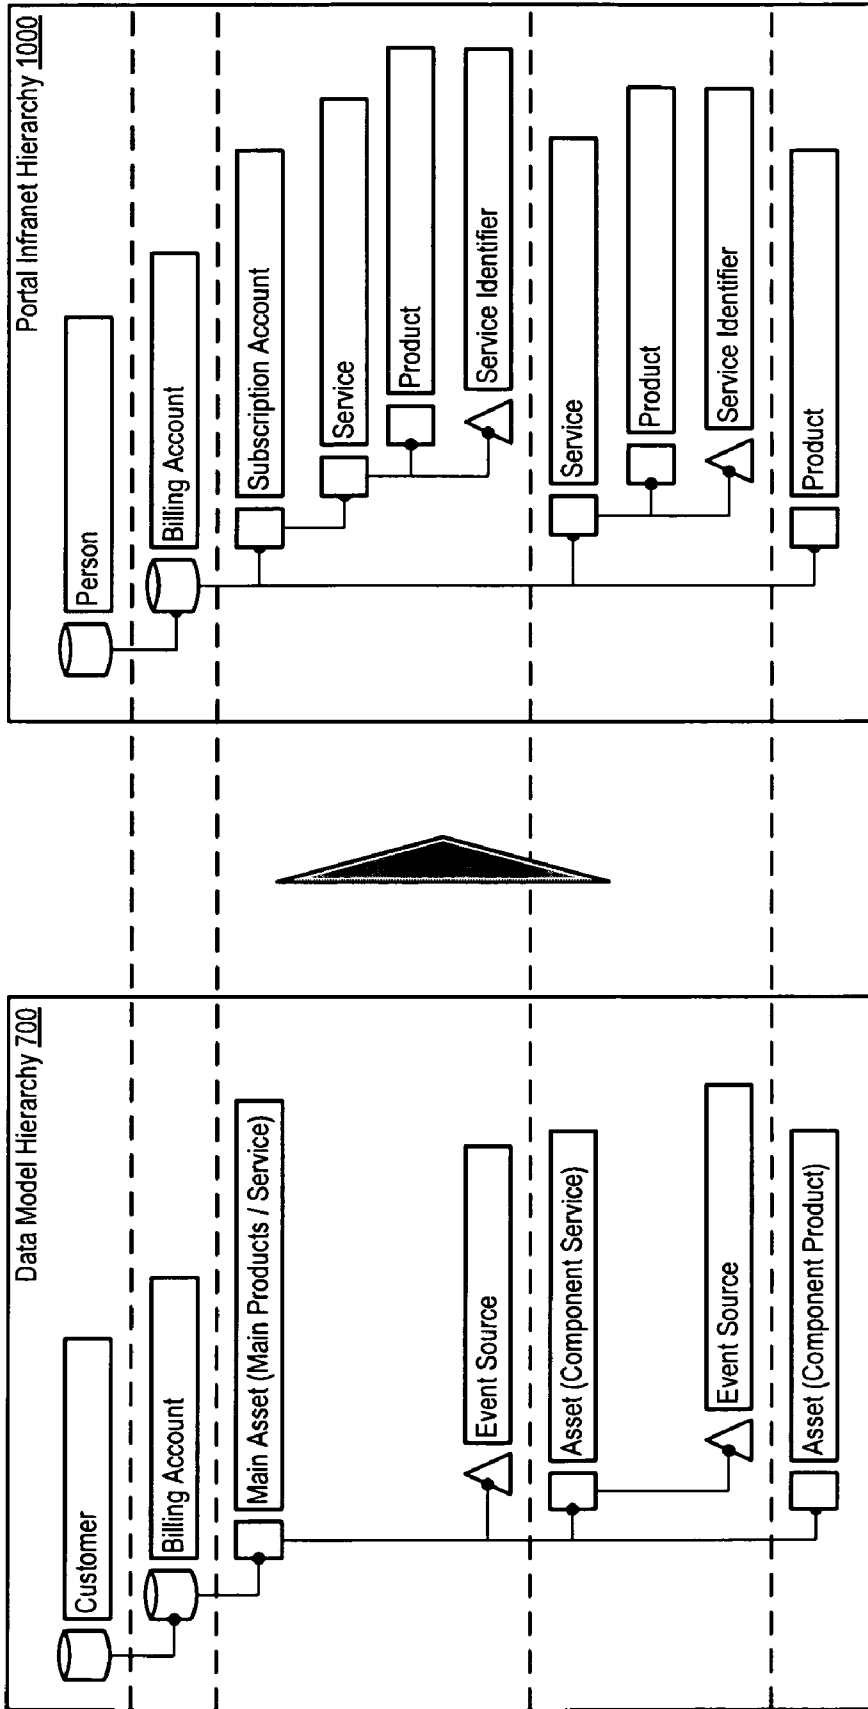 Data Model Hierarchy 700
Customer
Billing Account
Main Asset (Main Products / Service)
Event Source
Asset (Component Service)
Event Source
Asset (Component Product)
Portal Infranet Hierarchy 1000
Person
Billing Account
Subscription Account
Service
Product
Service Identifier
Service
Product
Service Identifier
Product